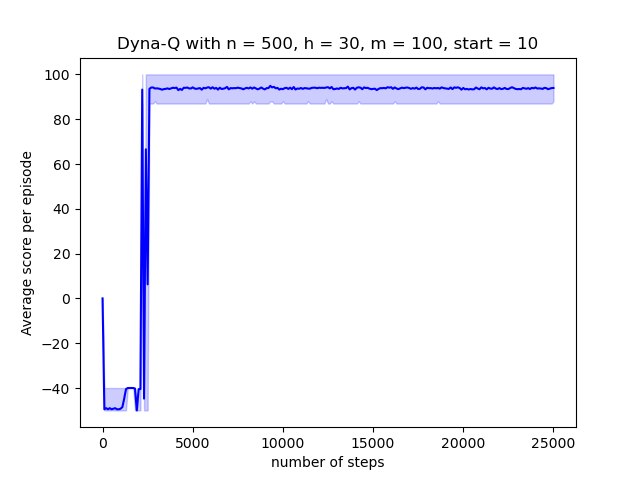 Dyna-Q with n = 500, h = 30, m = 100, start = 10
100
80
60
40
20
0
−20
−40
Average score per episode
0 5000 10000 15000 20000 25000
number of steps